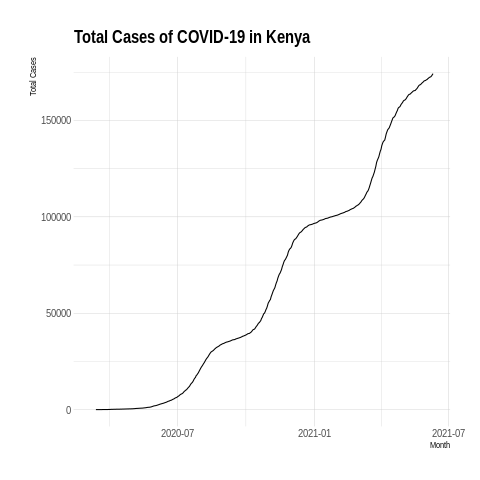 Total Cases of COVID-19 in Kenya
Total Cases
150000
100000
50000
0
2020-07
2021-01
2021-07
Month